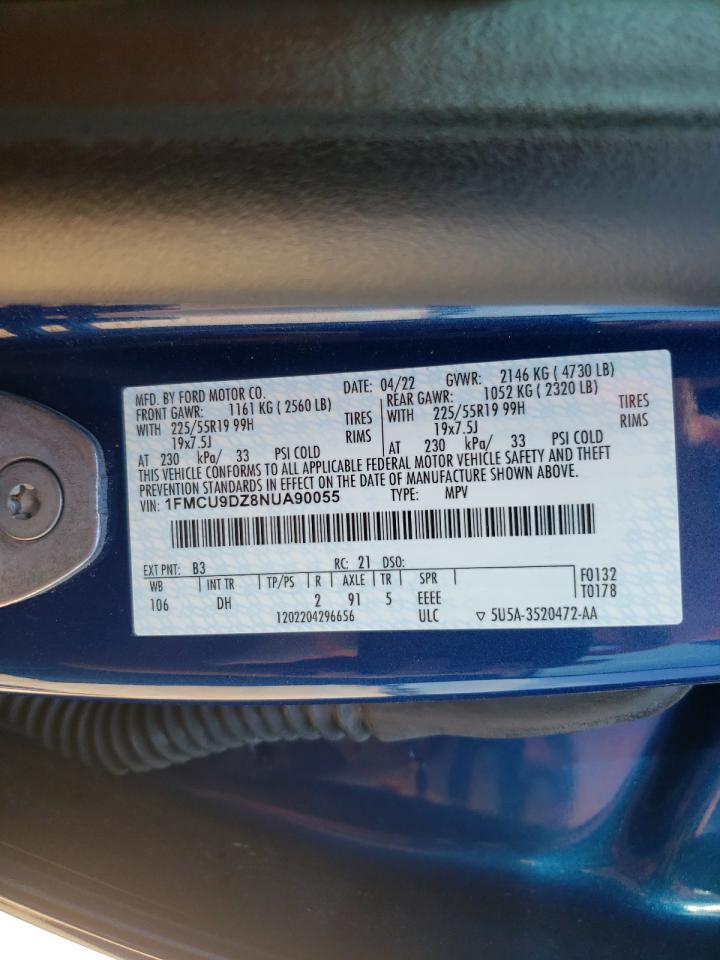 MFD. BY FORD MOTOR CO. DATE: 04/22 GVWR: 2146 KG ( 4730 LB)
FRONT GAWR: 1161 KG ( 2560 LB) REAR GAWR: 1052 KG ( 2320 LB)
WITH 225/55R19 99H TIRES WITH 225/55R19 99H TIRES
19x7.5J RIMS 19x7.5J RIMS
AT 230 kPa/ 33 PSI COLD AT 230 kPa/ 33 PSI COLD
THIS VEHICLE CONFORMS TO ALL APPLICABLE FEDERAL MOTOR VEHICLE SAFETY AND THEFT
PREVENTION STANDARDS IN EFFECT ON THE DATE OF MANUFACTURE SHOWN ABOVE.
VIN: 1FMCU9DZ8NUA90055 TYPE: MPV
EXT PNT: B3 RC: 21 DSO:
WB INT TR TP/PS R AXLE TR SPR F0132
106 DH 2 91 5 EEEE T0178
1202204296656 ULC ▽ 5U5A-3520472-AA